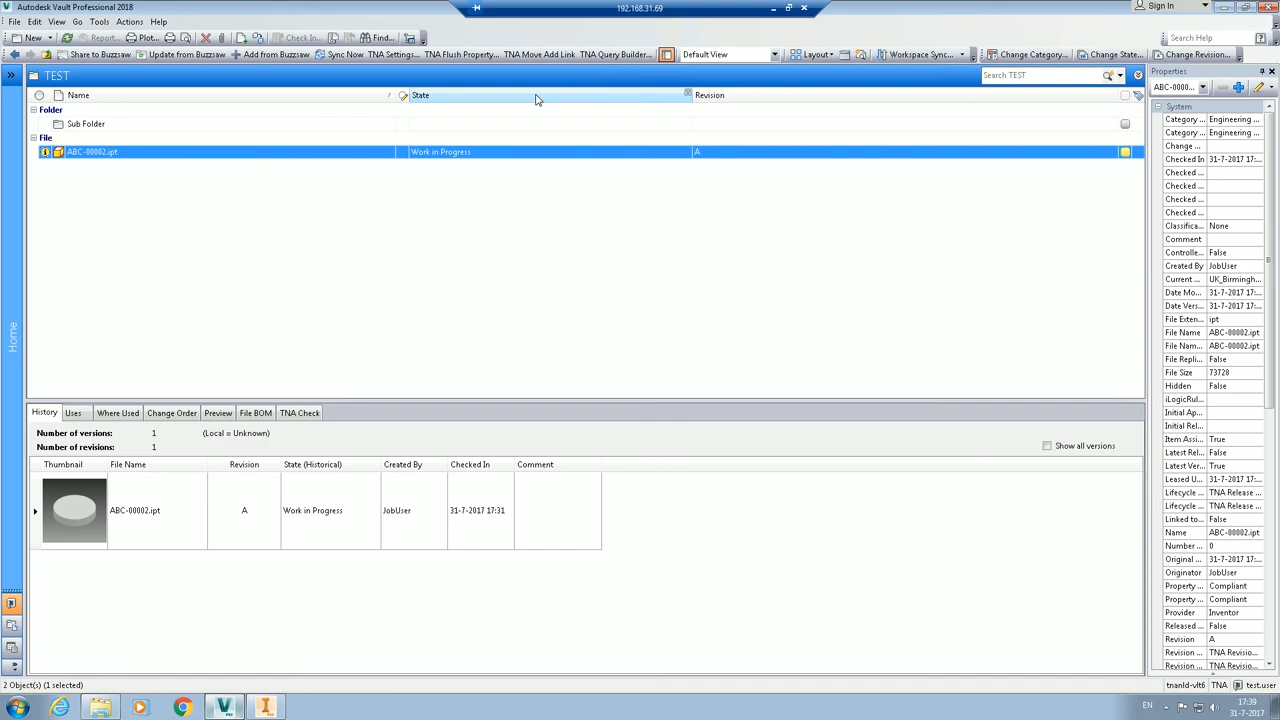 Autodesk Vault Professional 2018
192.168.31.69
Sign In
File Edit View Go Tools Actions Help
New Report... Plot... Check In... Find... Search Help
Share to Buzzsaw Update from Buzzsaw Add from Buzzsaw Sync Now TNA Settings... TNA Flush Property... TNA Move Add Link TNA Query Builder... Default View Layout Workspace Sync... Change Category... Change State... Change Revision...
TEST
Search TEST
Name State Revision
Folder
Sub Folder
File
ABC-00002.ipt Work in Progress A
Home
History Uses Where Used Change Order Preview File BOM TNA Check
Number of versions: 1 (Local = Unknown)
Number of revisions: 1
Show all versions
Thumbnail File Name Revision State (Historical) Created By Checked In Comment
ABC-00002.ipt A Work in Progress JobUser 31-7-2017 17:31
Properties
ABC-0000...
System
Category ... Engineering ...
Category ... Engineering ...
Change ...
Checked In 31-7-2017 17:...
Checked ...
Checked ...
Checked ...
Checked ...
Classifica... None
Comment
Controlle... False
Created By JobUser
Current ... UK_Birmingh...
Date Mo... 31-7-2017 17:...
Date Vers... 31-7-2017 17:...
File Exten... ipt
File Name ABC-00002.ipt
File Nam... ABC-00002.ipt
File Repli... False
File Size 73728
Hidden False
iLogicRul...
Initial Ap...
Initial Rel...
Item Assi... True
Latest Rel... False
Latest Ver... True
Leased U... 31-7-2017 17:...
Lifecycle ... TNA Release ...
Lifecycle ... TNA Release ...
Linked to... False
Name ABC-00002.ipt
Number ... 0
Original ... 31-7-2017 17:...
Originator JobUser
Property ... Compliant
Property ... Compliant
Provider Inventor
Released ... False
Revision A
Revision ... TNA Revisio...
Revision ... TNA Revisio...
2 Object(s) (1 selected)
tnanld-vlt6 TNA test.user
EN
17:39
31-7-2017